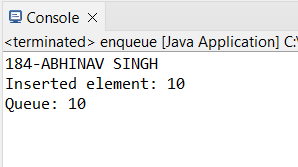 Console
<terminated> enqueue [Java Application] C:
184-ABHINAV SINGH
Inserted element: 10
Queue: 10